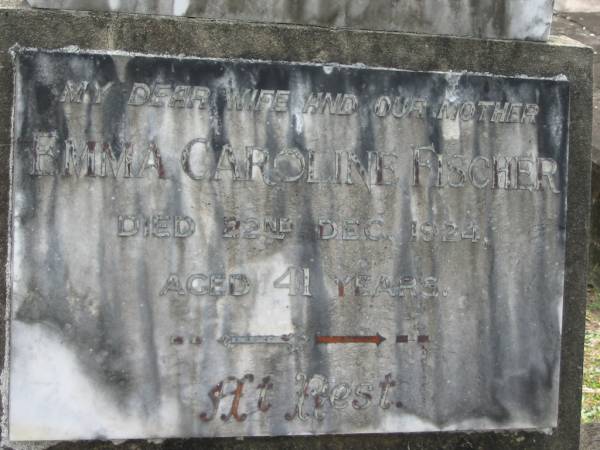 MY DEAR WIFE AND OUR MOTHER
EMMA CAROLINE FISCHER
DIED 22ND DEC. 1924,
AGED 41 YEARS.
At Rest.